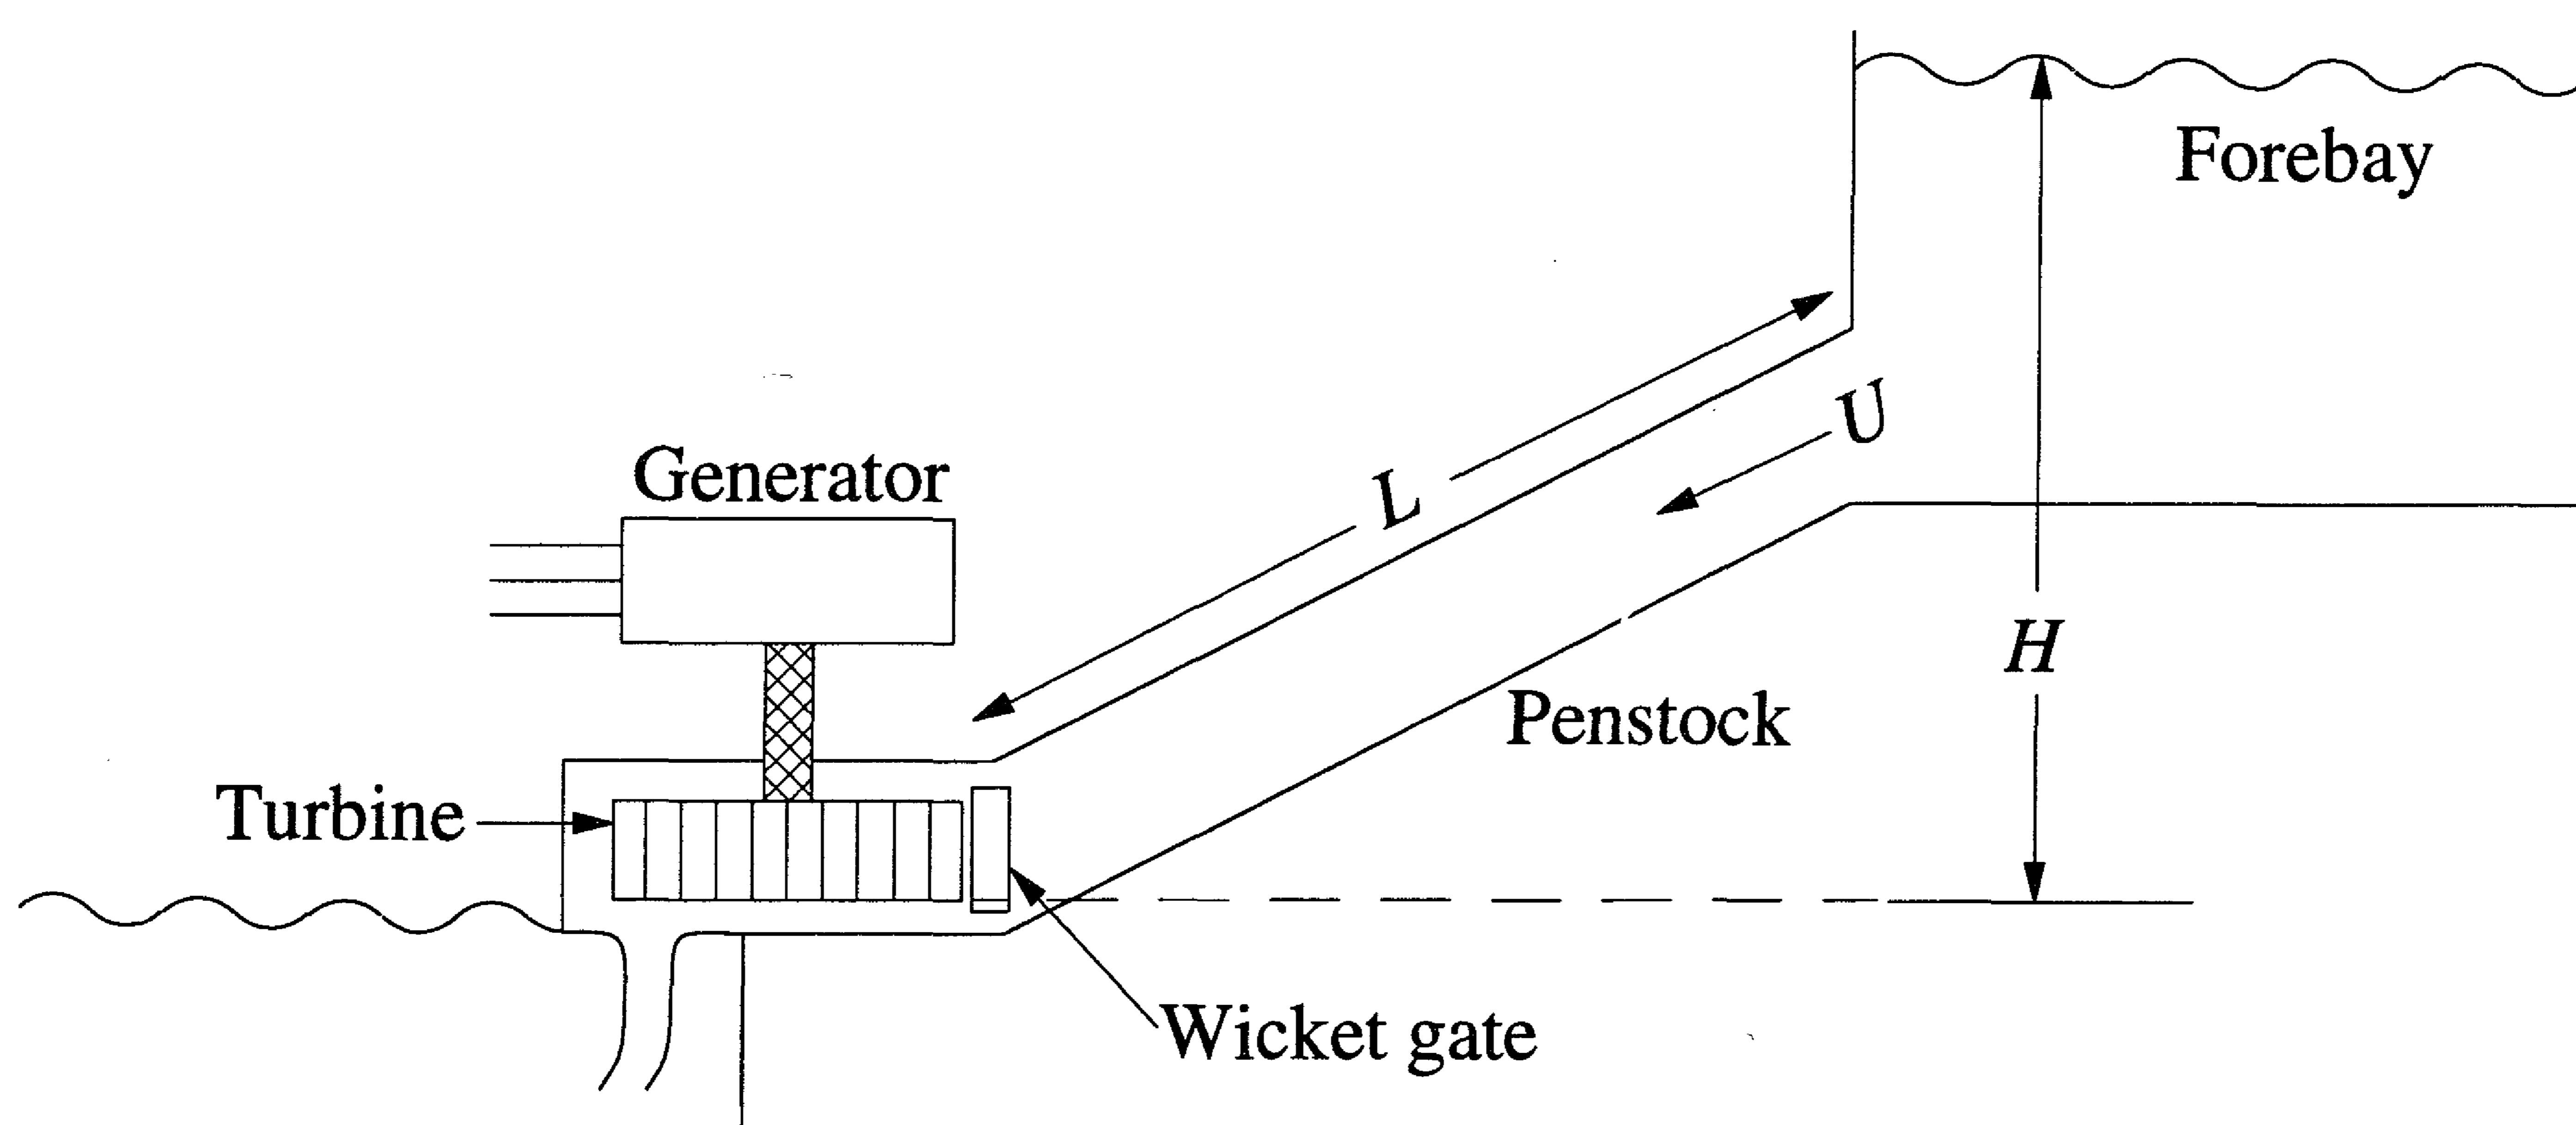 Forebay
U
L
Generator
H
Penstock
Turbine
Wicket gate